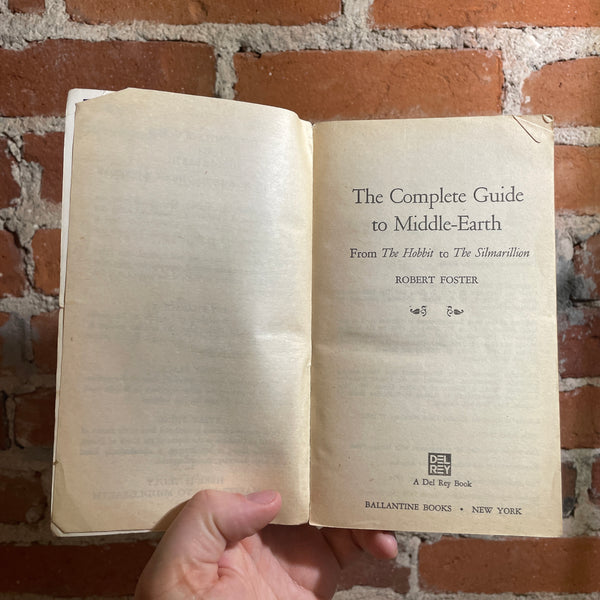 The Complete Guide
to Middle-Earth
From The Hobbit to The Silmarillion
ROBERT FOSTER
DEL
REY
A Del Rey Book
BALLANTINE BOOKS • NEW YORK